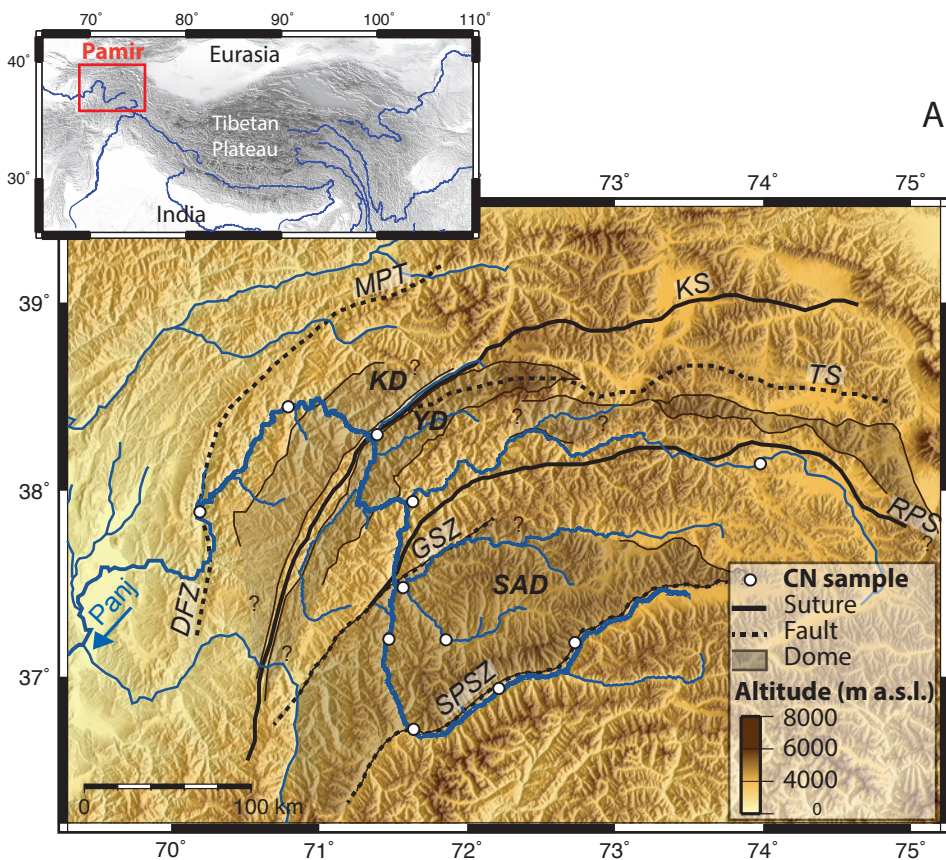 70˚ 80˚ 90˚ 100˚ 110˚
40˚
30˚
Pamir
Eurasia
Tibetan
Plateau
India
A
73˚ 74˚ 75˚
39˚
38˚
37˚
MPT
KS
?
KD
TS
YD
?
?
RPS
?
GSZ
?
SAD
DFZ
Panj
?
?
SPSZ
CN sample
Suture
Fault
Dome
Altitude (m a.s.l.)
8000
6000
4000
0
0 100 km
70˚ 71˚ 72˚ 73˚ 74˚ 75˚